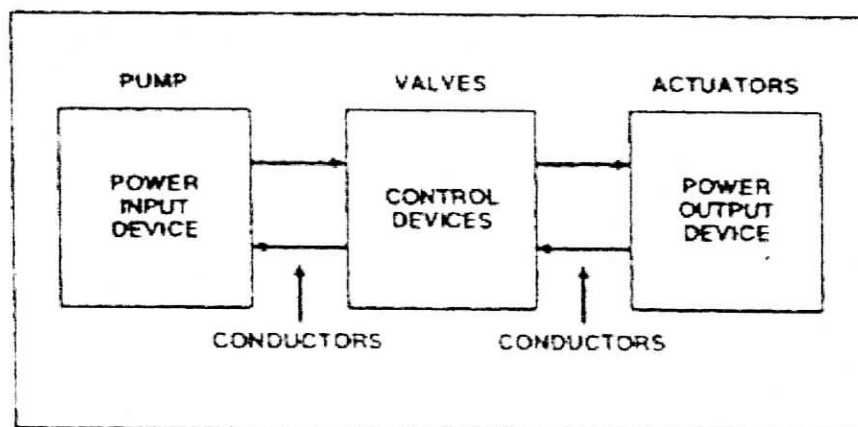 PUMP
VALVES
ACTUATORS
POWER
INPUT
DEVICE
CONTROL
DEVICES
POWER
OUTPUT
DEVICE
CONDUCTORS
CONDUCTORS